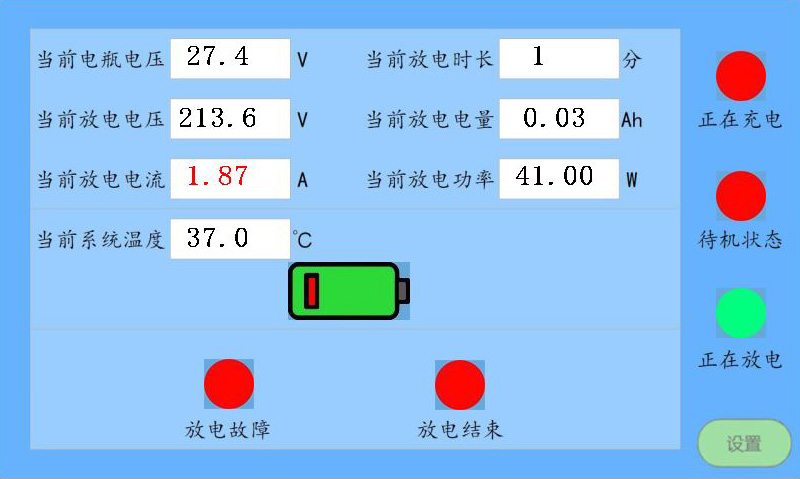 当前电瓶电压 27.4 V 当前放电时长 1 分
当前放电电压 213.6 V 当前放电电量 0.03 Ah
正在充电
当前放电电流 1.87 A 当前放电功率 41.00 W
当前系统温度 37.0 ℃
待机状态
正在放电
放电故障 放电结束
设置